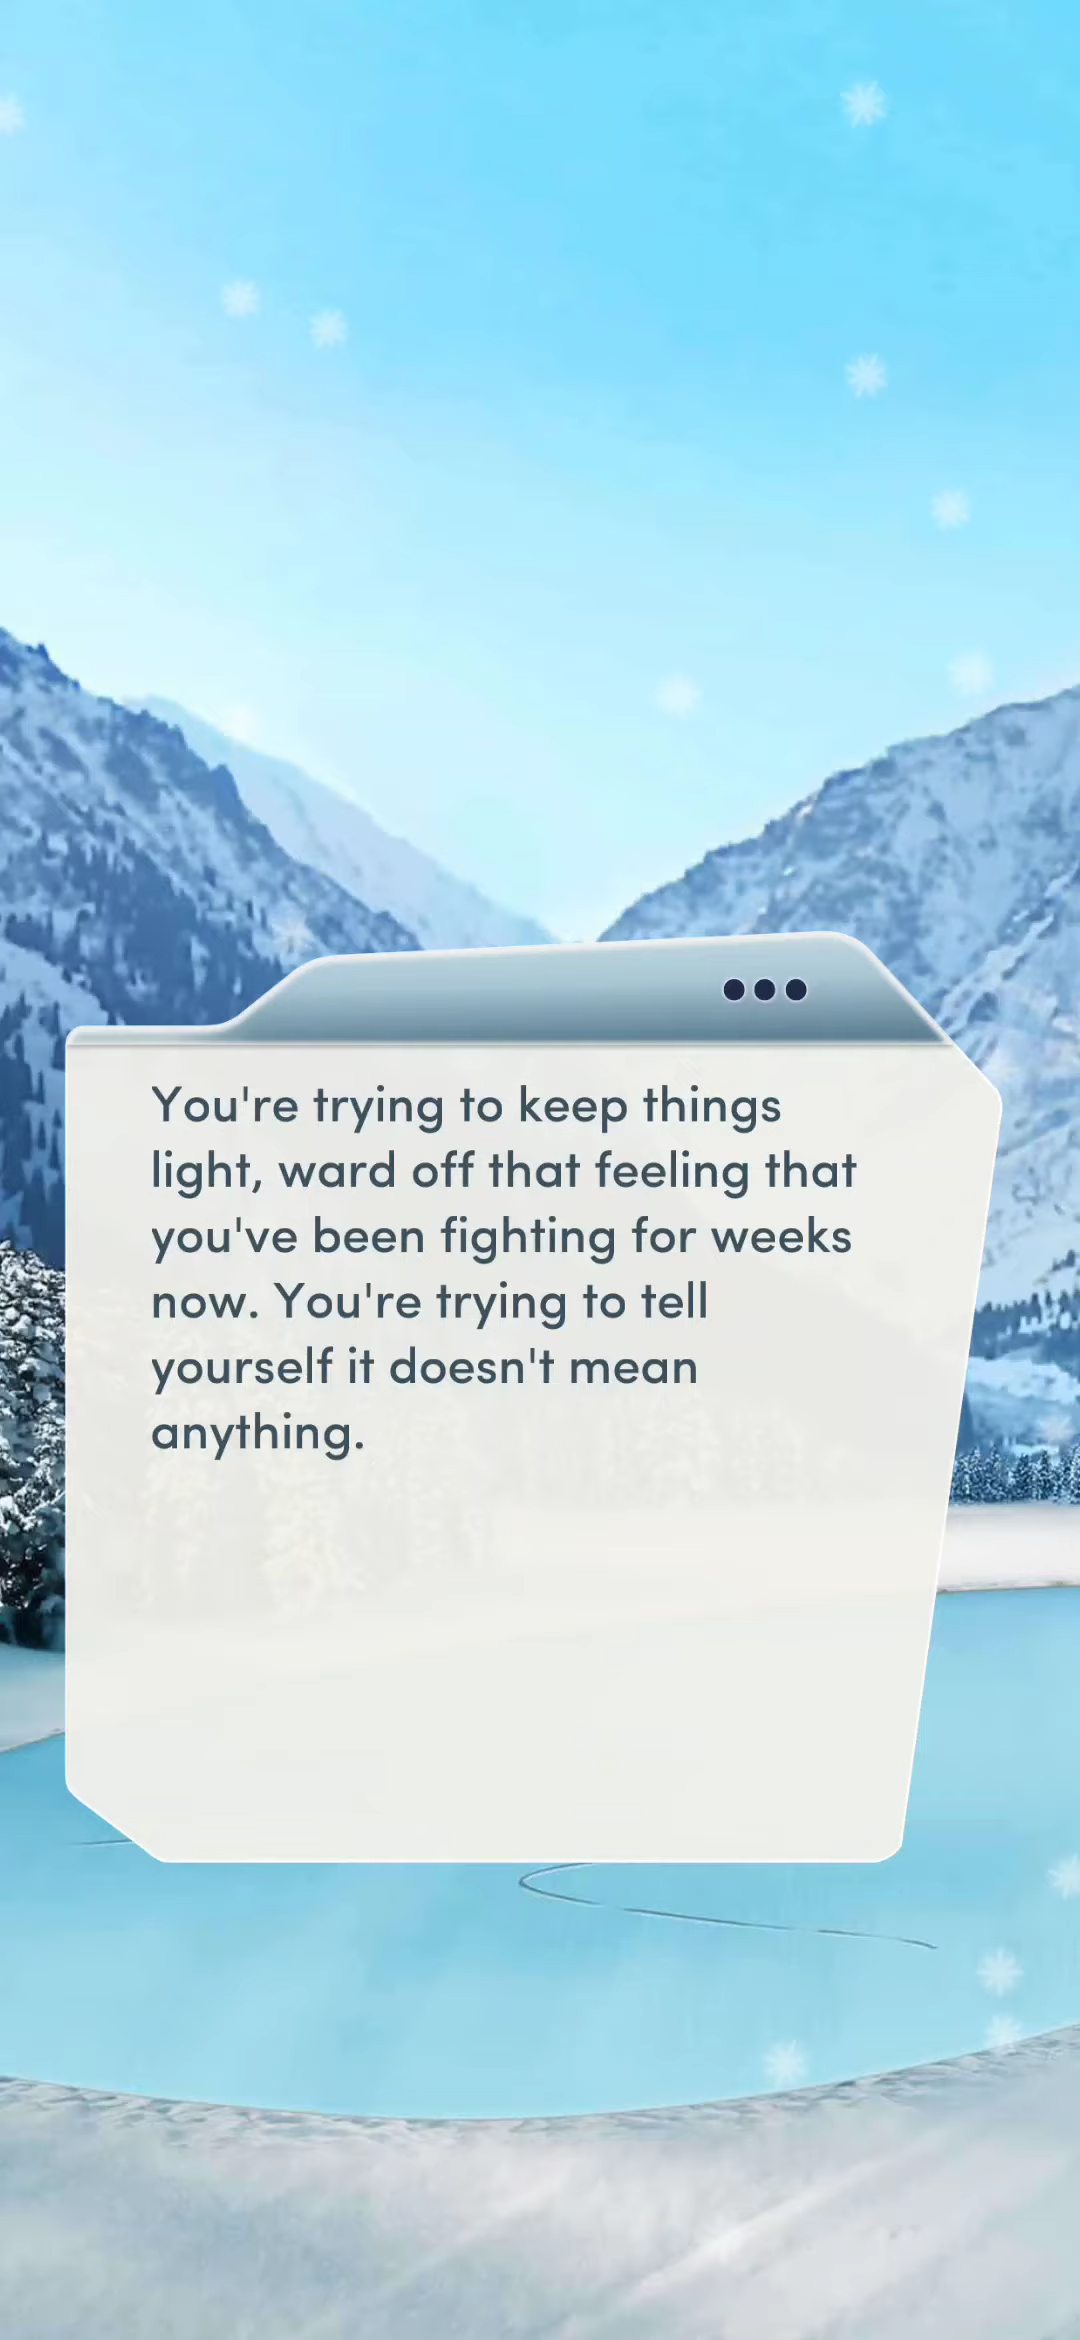 You're trying to keep things
light, ward off that feeling that
you've been fighting for weeks
now. You're trying to tell
yourself it doesn't mean
anything.